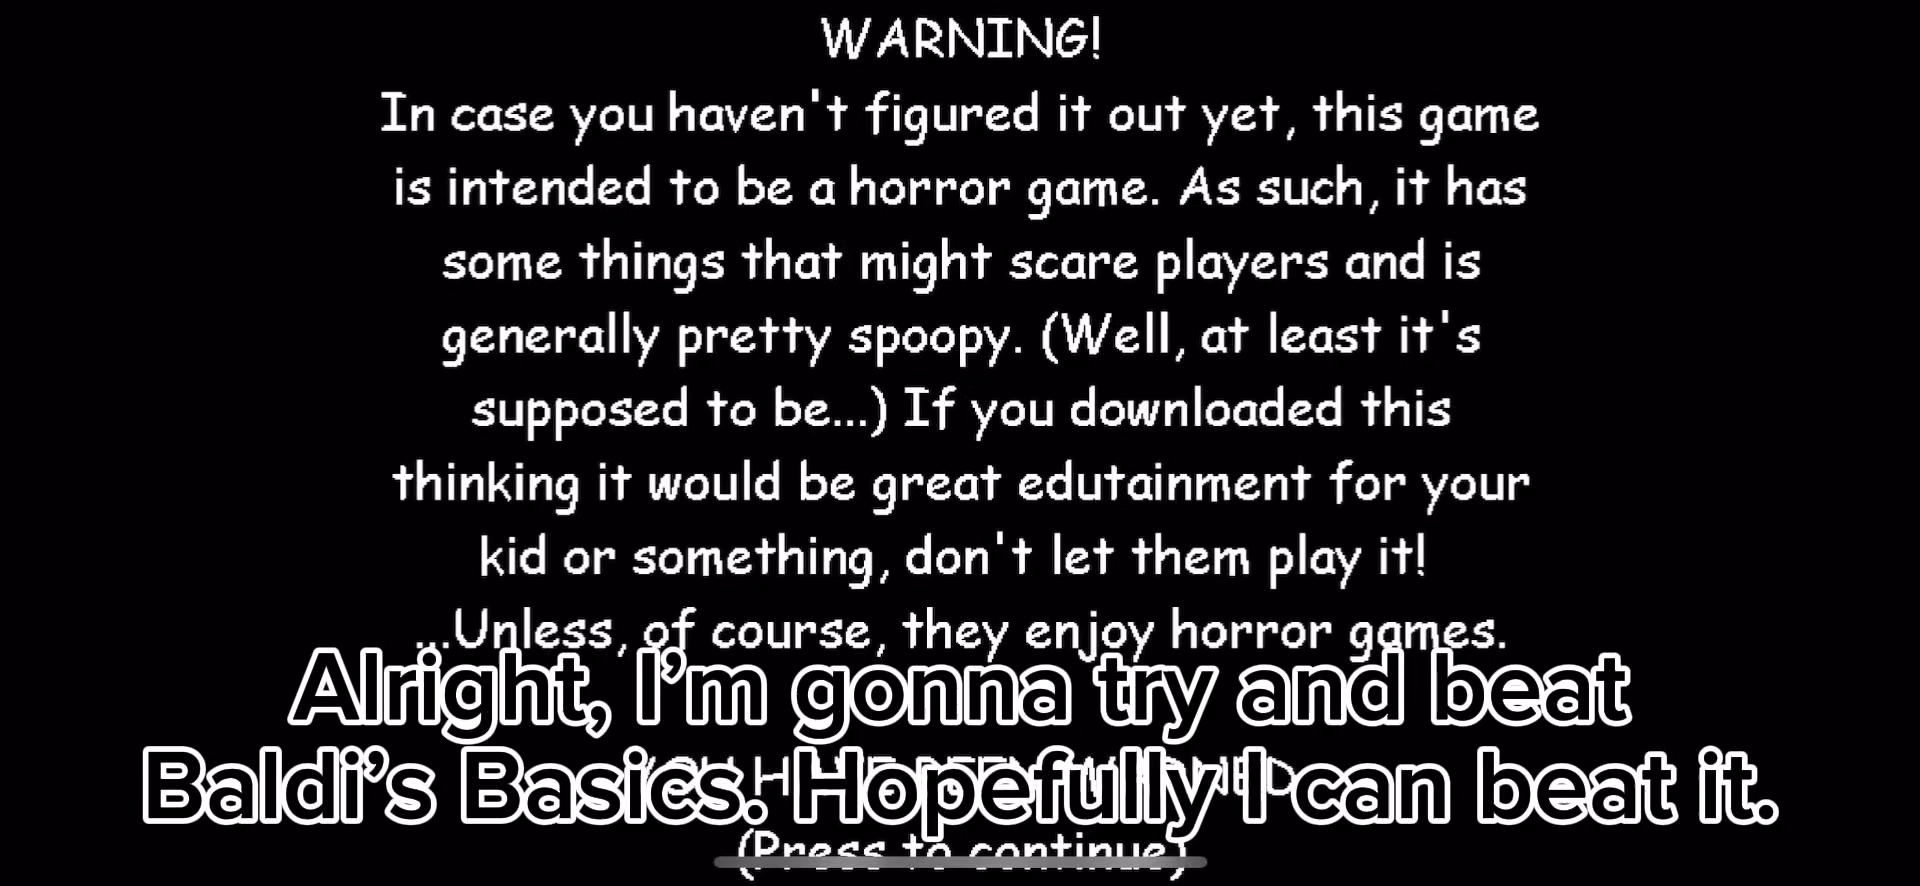 WARNING!
In case you haven't figured it out yet, this game
is intended to be a horror game. As such, it has
some things that might scare players and is
generally pretty spoopy. (Well, at least it's
supposed to be...) If you downloaded this
thinking it would be great edutainment for your
kid or something, don't let them play it!
...Unless, of course, they enjoy horror games.
Alright, I'm gonna try and beat
Baldi's Basics. Hopefully I can beat it.
(Press to continue)